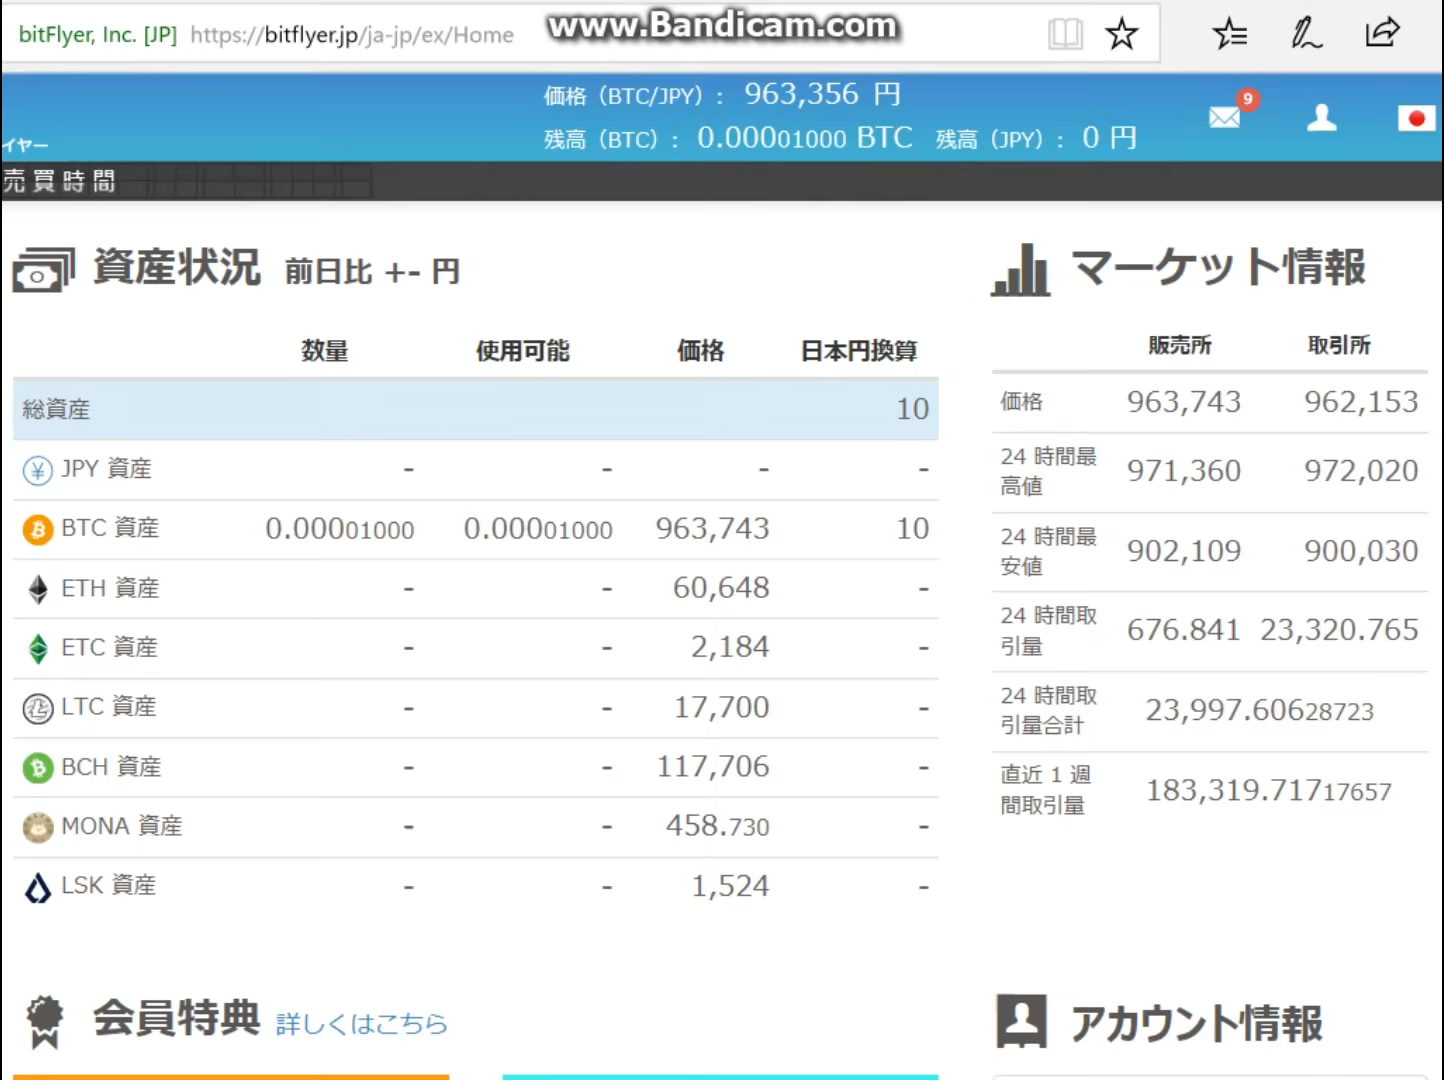 bitFlyer, Inc. [JP] https://bitflyer.jp/ja-jp/ex/Home
www.Bandicam.com
価格（BTC/JPY）： 963,356 円
9
残高（BTC）： 0.00001000 BTC 残高（JPY）： 0 円
イヤー
売買時間
資産状況 前日比 +- 円
数量 使用可能 価格 日本円換算
総資産 10
JPY 資産 - - - -
BTC 資産 0.00001000 0.00001000 963,743 10
ETH 資産 - - 60,648 -
ETC 資産 - - 2,184 -
LTC 資産 - - 17,700 -
BCH 資産 - - 117,706 -
MONA 資産 - - 458.730 -
LSK 資産 - - 1,524 -
マーケット情報
販売所 取引所
価格 963,743 962,153
24 時間最
高値 971,360 972,020
24 時間最
安値 902,109 900,030
24 時間取
引量 676.841 23,320.765
24 時間取
引量合計 23,997.60628723
直近 1 週
間取引量 183,319.71717657
会員特典 詳しくはこちら
アカウント情報